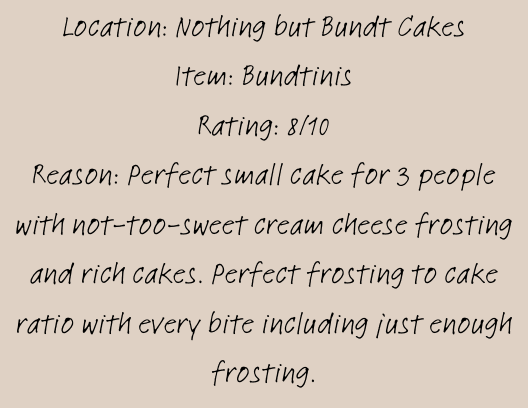 Location: Nothing but Bundt Cakes
Item: Bundtinis
Rating: 8/10
Reason: Perfect small cake for 3 people
with not-too-sweet cream cheese frosting
and rich cakes. Perfect frosting to cake
ratio with every bite including just enough
frosting.